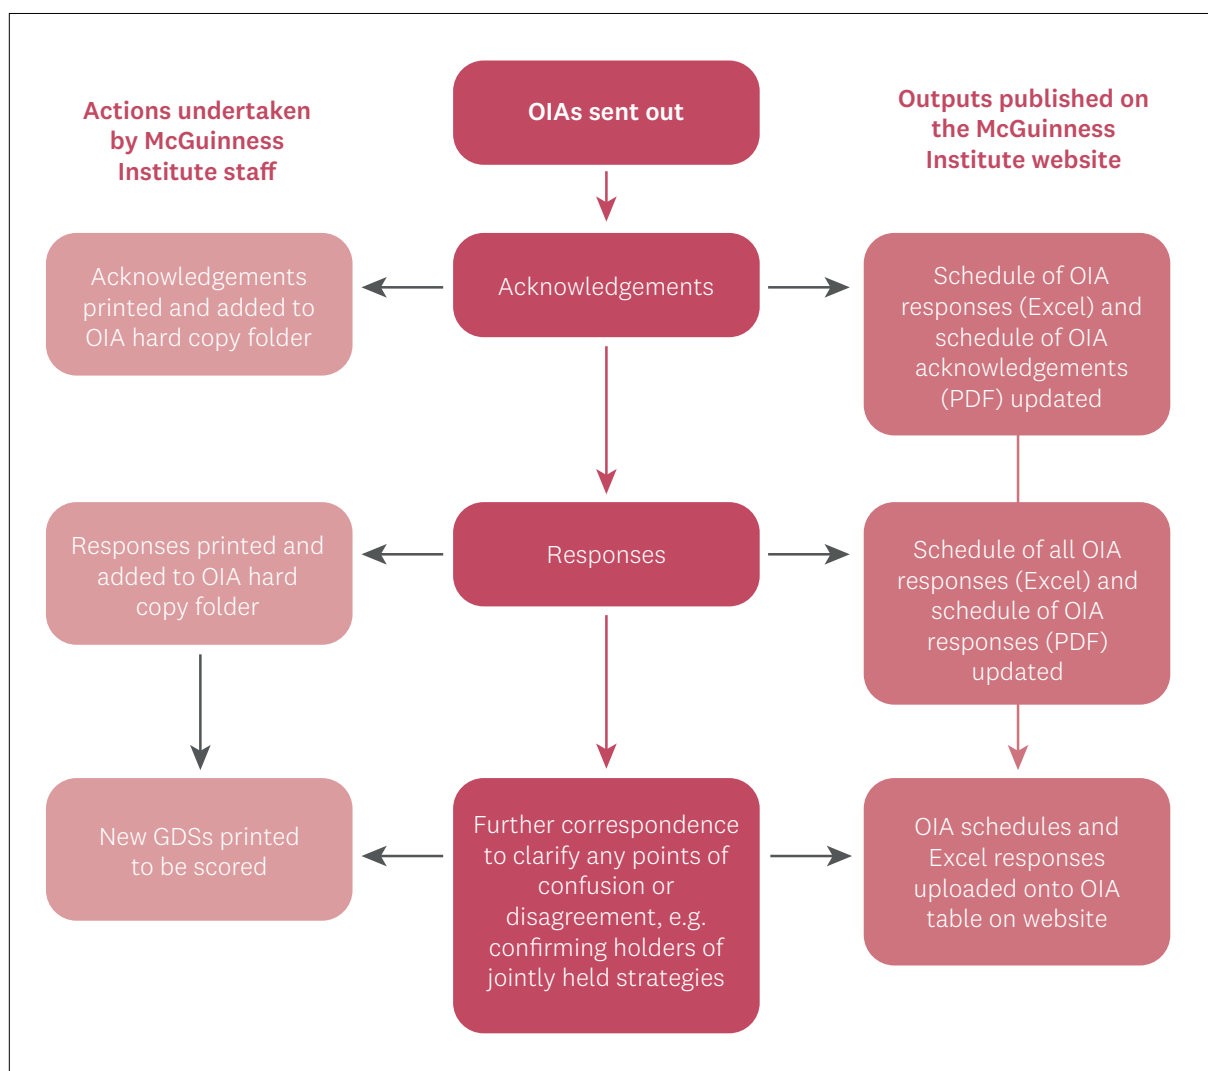 Actions undertaken
by McGuinness
Institute staff
OIAs sent out
Outputs published on
the McGuinness
Institute website
Acknowledgements
printed and added to
OIA hard copy folder
Acknowledgements
Schedule of OIA
responses (Excel) and
schedule of OIA
acknowledgements
(PDF) updated
Responses printed and
added to OIA hard
copy folder
Responses
Schedule of all OIA
responses (Excel) and
schedule of OIA
responses (PDF)
updated
New GDSs printed
to be scored
Further correspondence
to clarify any points of
confusion or
disagreement, e.g.
confirming holders of
jointly held strategies
OIA schedules and
Excel responses
uploaded onto OIA
table on website